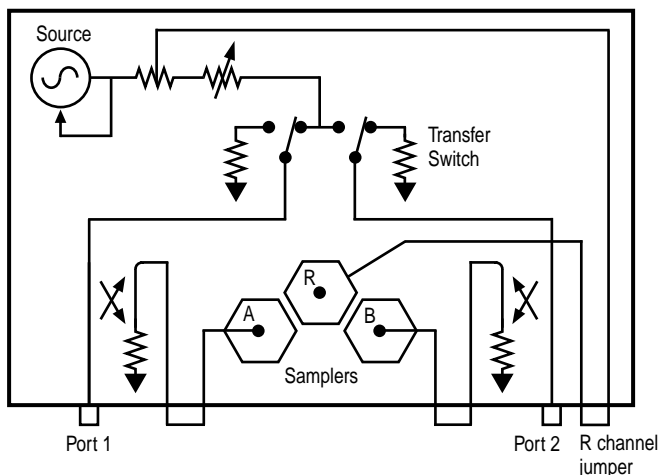 Source
Transfer
Switch
R
A
B
Samplers
Port 1
Port 2
R channel
jumper